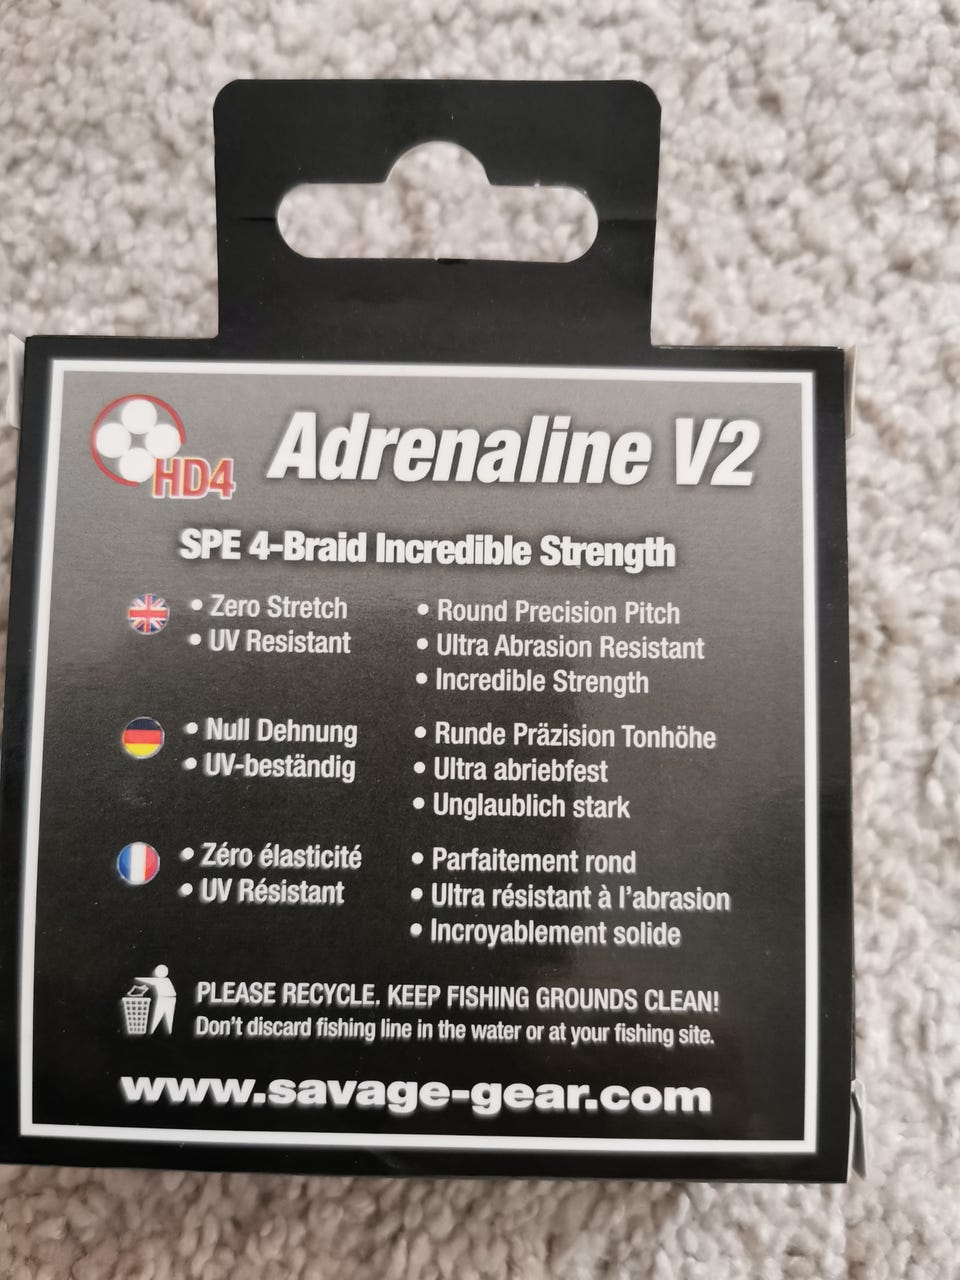 HD4
Adrenaline V2
SPE 4-Braid Incredible Strength
• Zero Stretch
• UV Resistant
• Round Precision Pitch
• Ultra Abrasion Resistant
• Incredible Strength
• Null Dehnung
• UV-beständig
• Runde Präzision Tonhöhe
• Ultra abriebfest
• Unglaublich stark
• Zéro élasticité
• UV Résistant
• Parfaitement rond
• Ultra résistant à l'abrasion
• Incroyablement solide
PLEASE RECYCLE. KEEP FISHING GROUNDS CLEAN!
Don't discard fishing line in the water or at your fishing site.
www.savage-gear.com